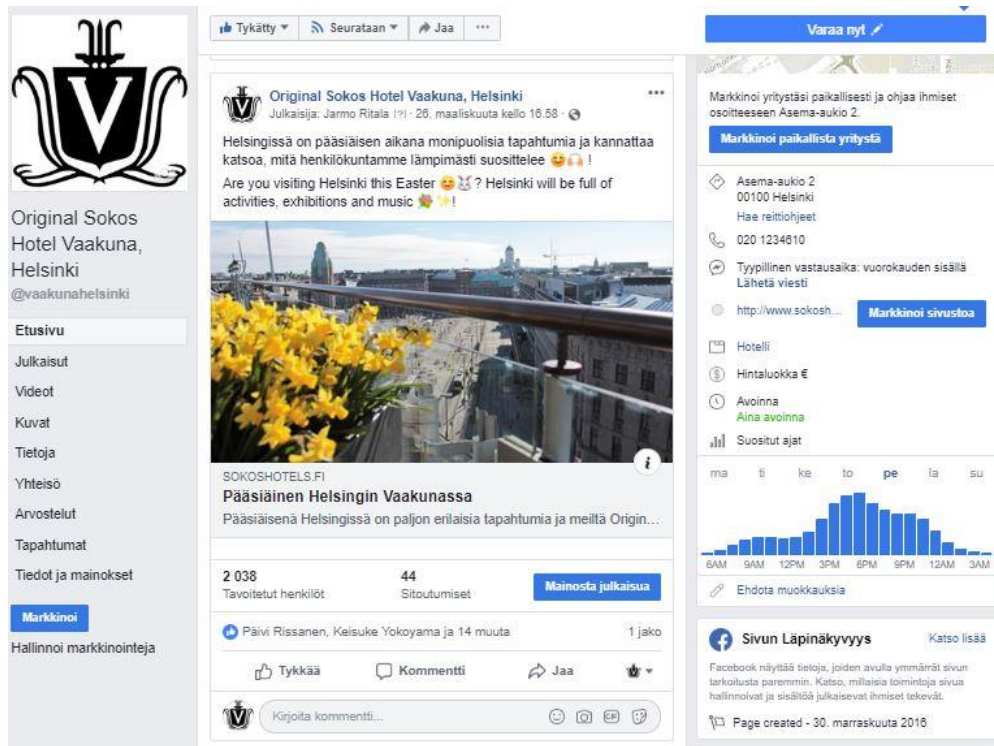 V
Original Sokos
Hotel Vaakuna,
Helsinki
@vaakunahelsinki
Etusivu
Julkaisut
Videot
Kuvat
Tietoja
Yhteisö
Arvostelut
Tapahtumat
Tiedot ja mainokset
Markkinoi
Hallinnoi markkinointeja
Tykätty Seurataan Jaa ...
Original Sokos Hotel Vaakuna, Helsinki
Julkaisija: Jarmo Ritala [?] · 26. maaliskuuta kello 16.58 ·
Helsingissä on pääsiäisen aikana monipuolisia tapahtumia ja kannattaa
katsoa, mitä henkilökuntamme lämpimästi suosittelee 😊🎧 !
Are you visiting Helsinki this Easter 😊🐰? Helsinki will be full of
activities, exhibitions and music 💐✨!
SOKOSHOTELS.FI
Pääsiäinen Helsingin Vaakunassa
Pääsiäisenä Helsingissä on paljon erilaisia tapahtumia ja meiltä Origin...
2 038 44
Tavoitetut henkilöt Sitoutumiset
Mainosta julkaisua
Päivi Rissanen, Keisuke Yokoyama ja 14 muuta 1 jako
Tykkää Kommentti Jaa
Kirjoita kommentti...
GIF
Varaa nyt
Markkinoi yritystäsi paikallisesti ja ohjaa ihmiset
osoitteeseen Asema-aukio 2.
Markkinoi paikallista yritystä
Asema-aukio 2
00100 Helsinki
Hae reittiohjeet
020 1234610
Tyypillinen vastausaika: vuorokauden sisällä
Lähetä viesti
http://www.sokosh... Markkinoi sivustoa
Hotelli
Hintaluokka €
Avoinna
Aina avoinna
Suositut ajat
ma ti ke to pe la su
6AM 9AM 12PM 3PM 6PM 9PM 12AM 3AM
Ehdota muokkauksia
Sivun Läpinäkyvyys Katso lisää
Facebook näyttää tietoja, joiden avulla ymmärrät sivun
tarkoitusta paremmin. Katso, millaisia toimintoja sivua
hallinnoivat ja sisältöä julkaisevat ihmiset tekevät.
Page created - 30. marraskuuta 2016